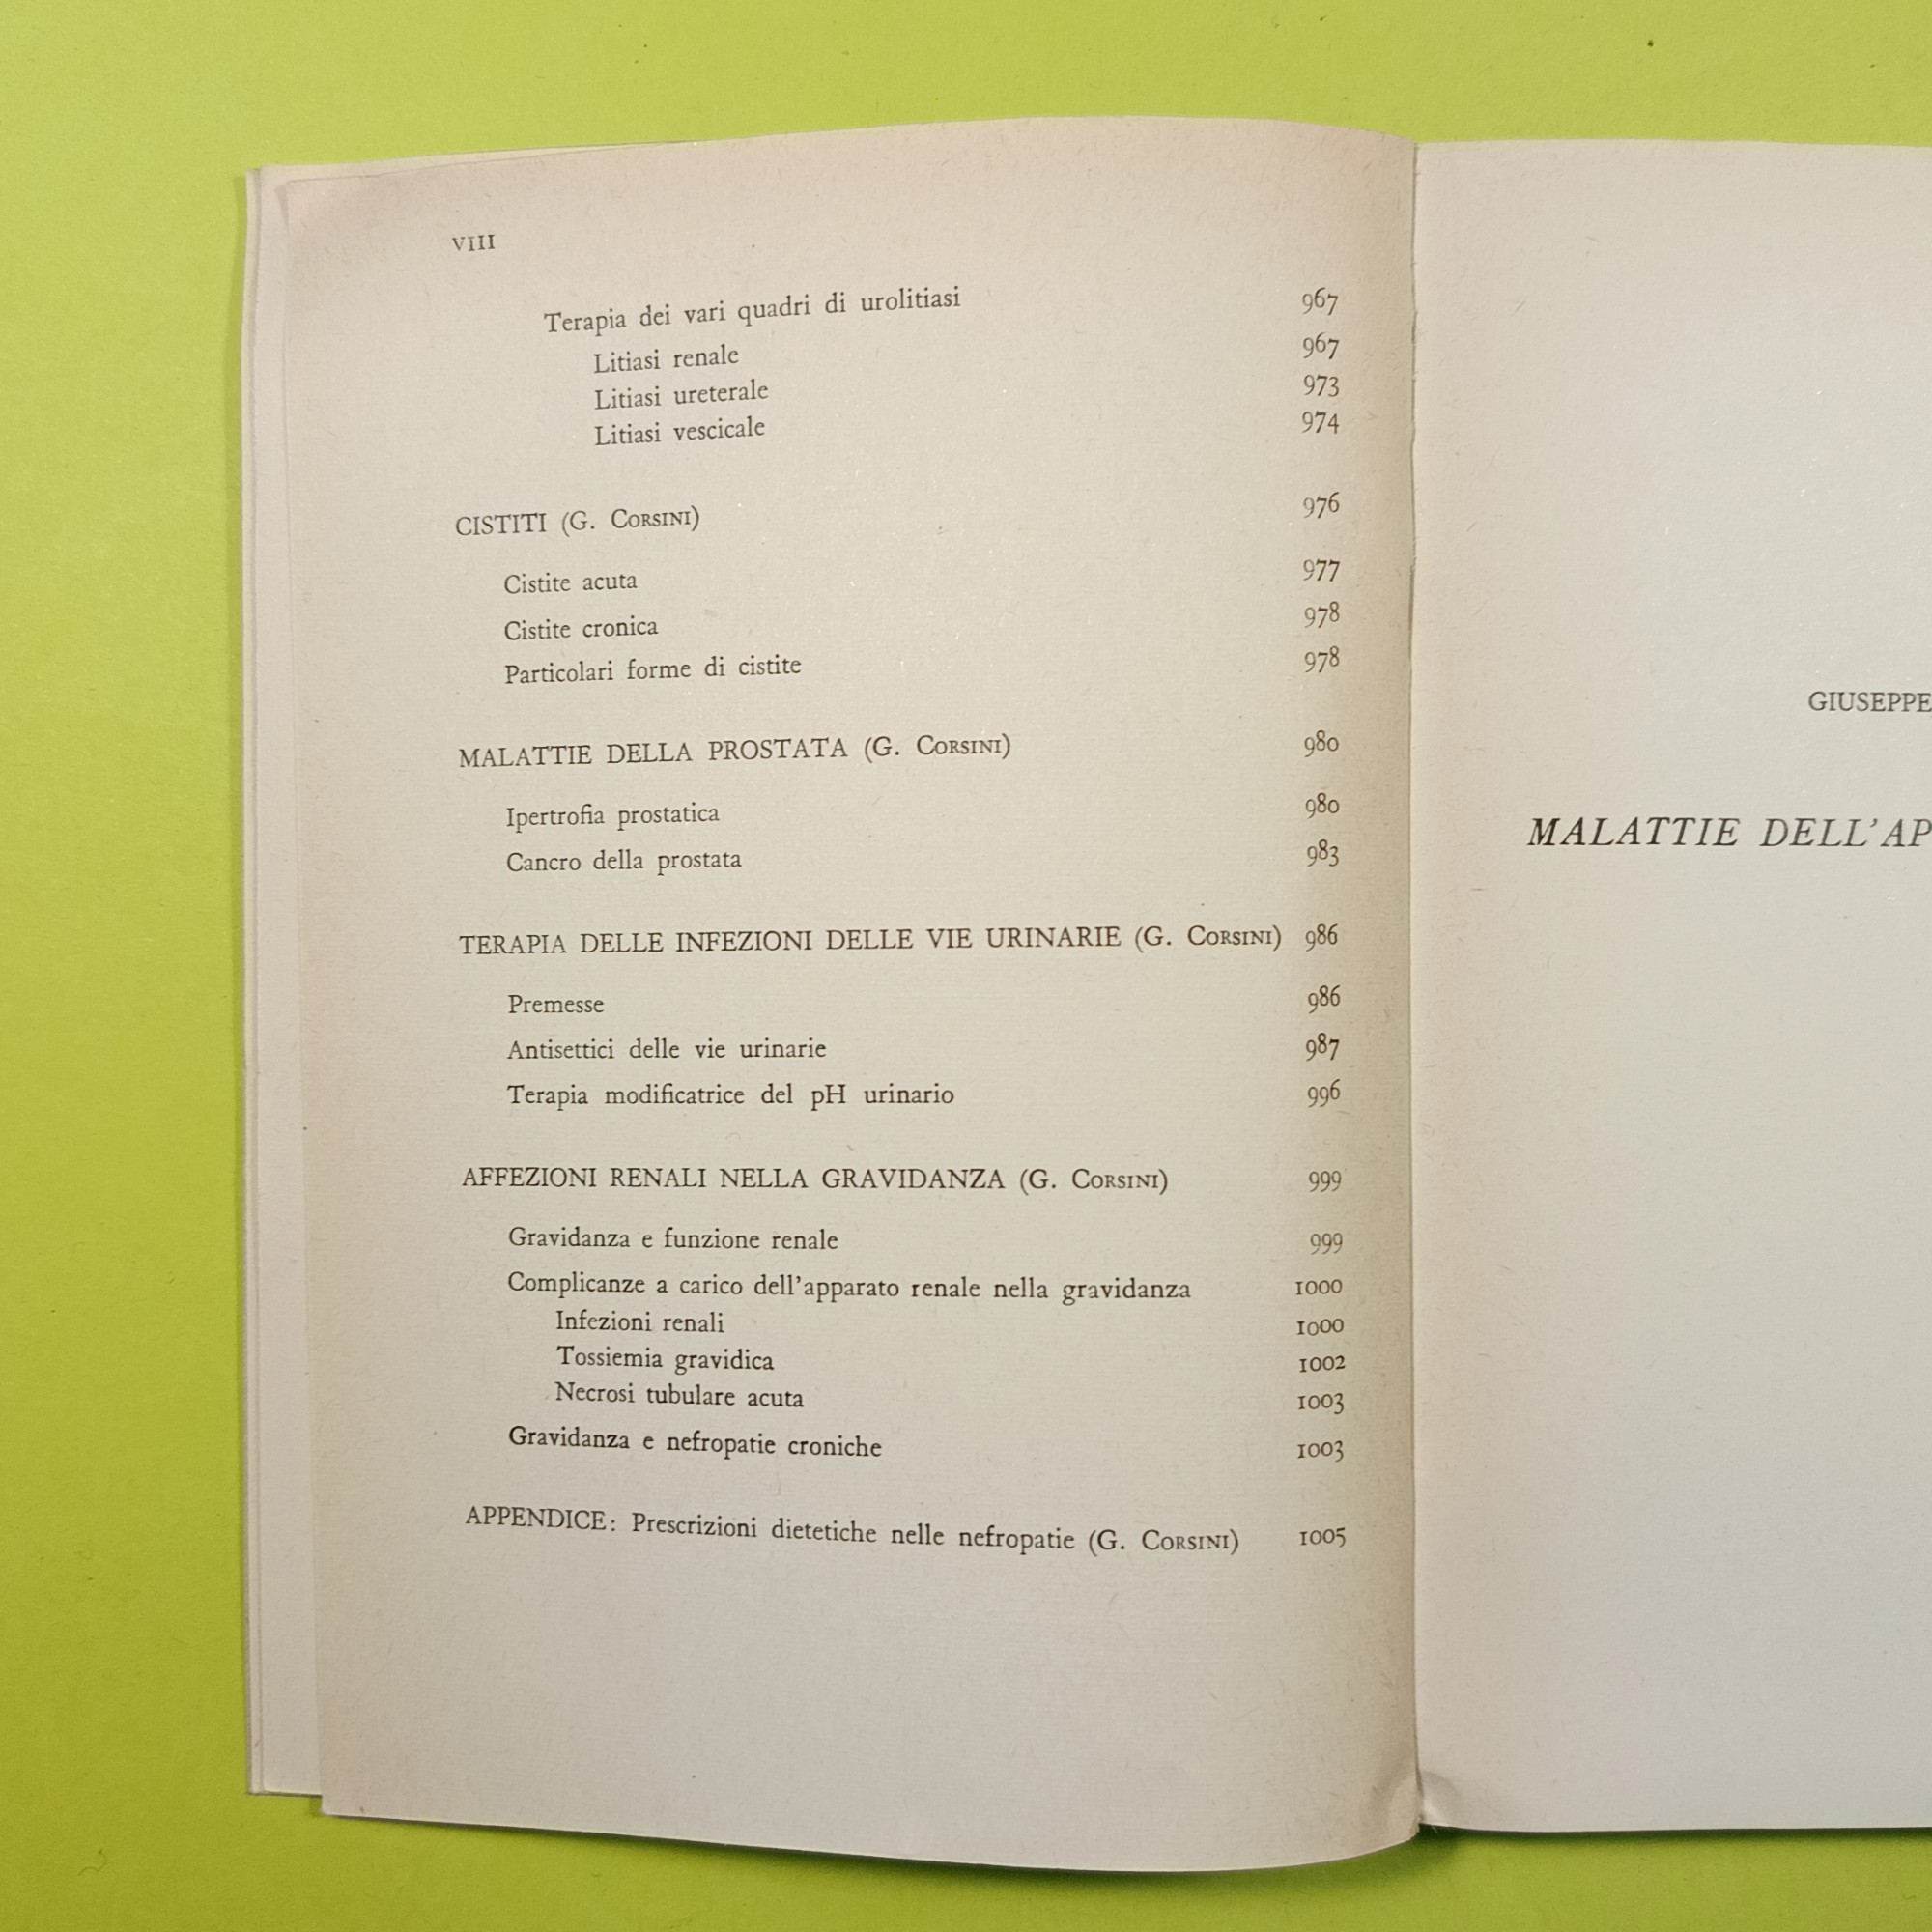 VIII
Terapia dei vari quadri di urolitiasi 967
Litiasi renale 967
Litiasi ureterale 973
Litiasi vescicale 974
CISTITI (G. CORSINI) 976
Cistite acuta 977
Cistite cronica 978
Particolari forme di cistite 978
MALATTIE DELLA PROSTATA (G. CORSINI) 980
Ipertrofia prostatica 980
Cancro della prostata 983
TERAPIA DELLE INFEZIONI DELLE VIE URINARIE (G. CORSINI) 986
Premesse 986
Antisettici delle vie urinarie 987
Terapia modificatrice del pH urinario 996
AFFEZIONI RENALI NELLA GRAVIDANZA (G. CORSINI) 999
Gravidanza e funzione renale 999
Complicanze a carico dell'apparato renale nella gravidanza 1000
Infezioni renali 1000
Tossiemia gravidica 1002
Necrosi tubulare acuta 1003
Gravidanza e nefropatie croniche 1003
APPENDICE: Prescrizioni dietetiche nelle nefropatie (G. CORSINI) 1005
GIUSEPPE
MALATTIE DELL'AP